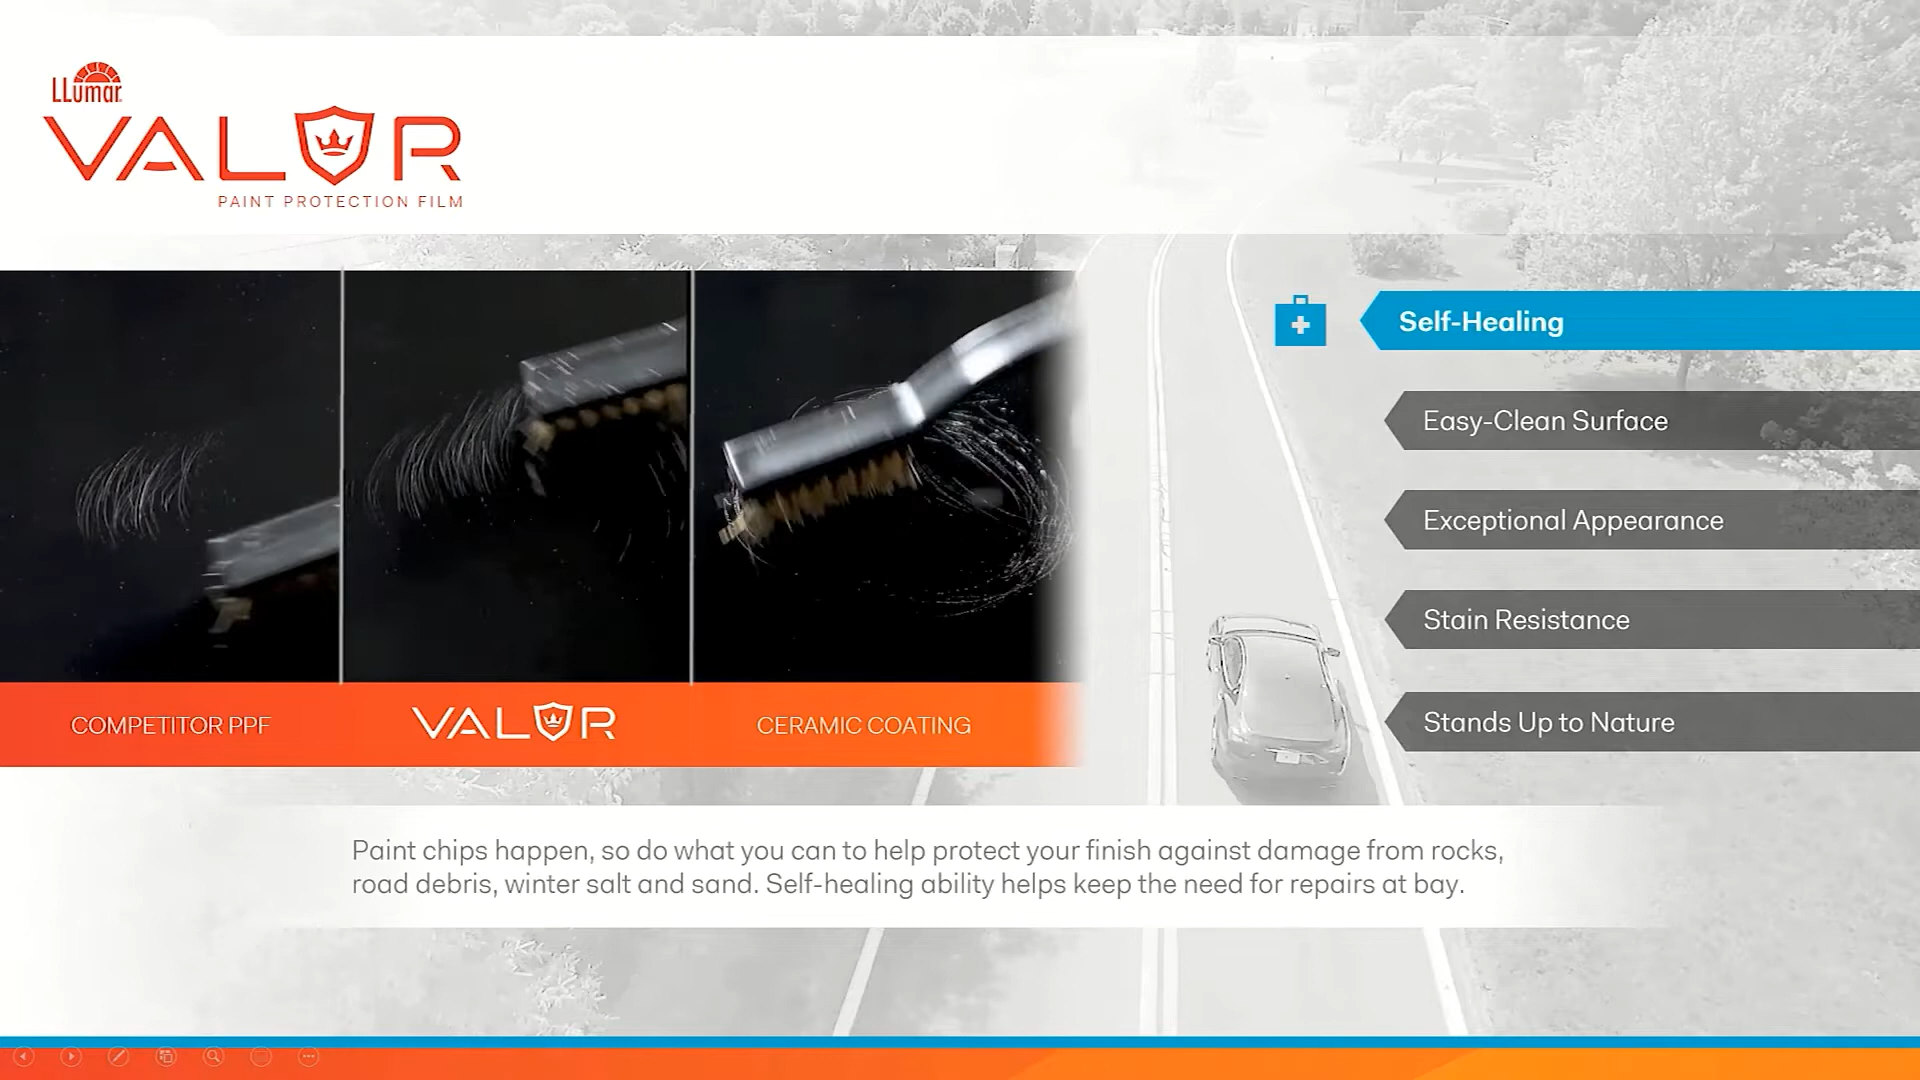 LLumar
VALOR
PAINT PROTECTION FILM
Self-Healing
Easy-Clean Surface
Exceptional Appearance
Stain Resistance
Stands Up to Nature
COMPETITOR PPF
VALOR
CERAMIC COATING
Paint chips happen, so do what you can to help protect your finish against damage from rocks,
road debris, winter salt and sand. Self-healing ability helps keep the need for repairs at bay.